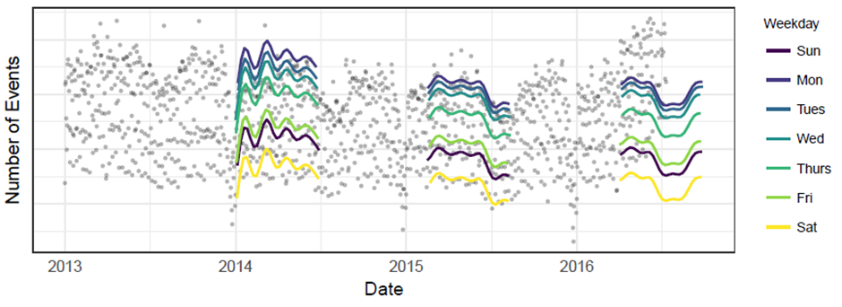 Weekday
Sun
Mon
Tues
Wed
Thurs
Fri
Sat
Number of Events
2013 2014 2015 2016
Date